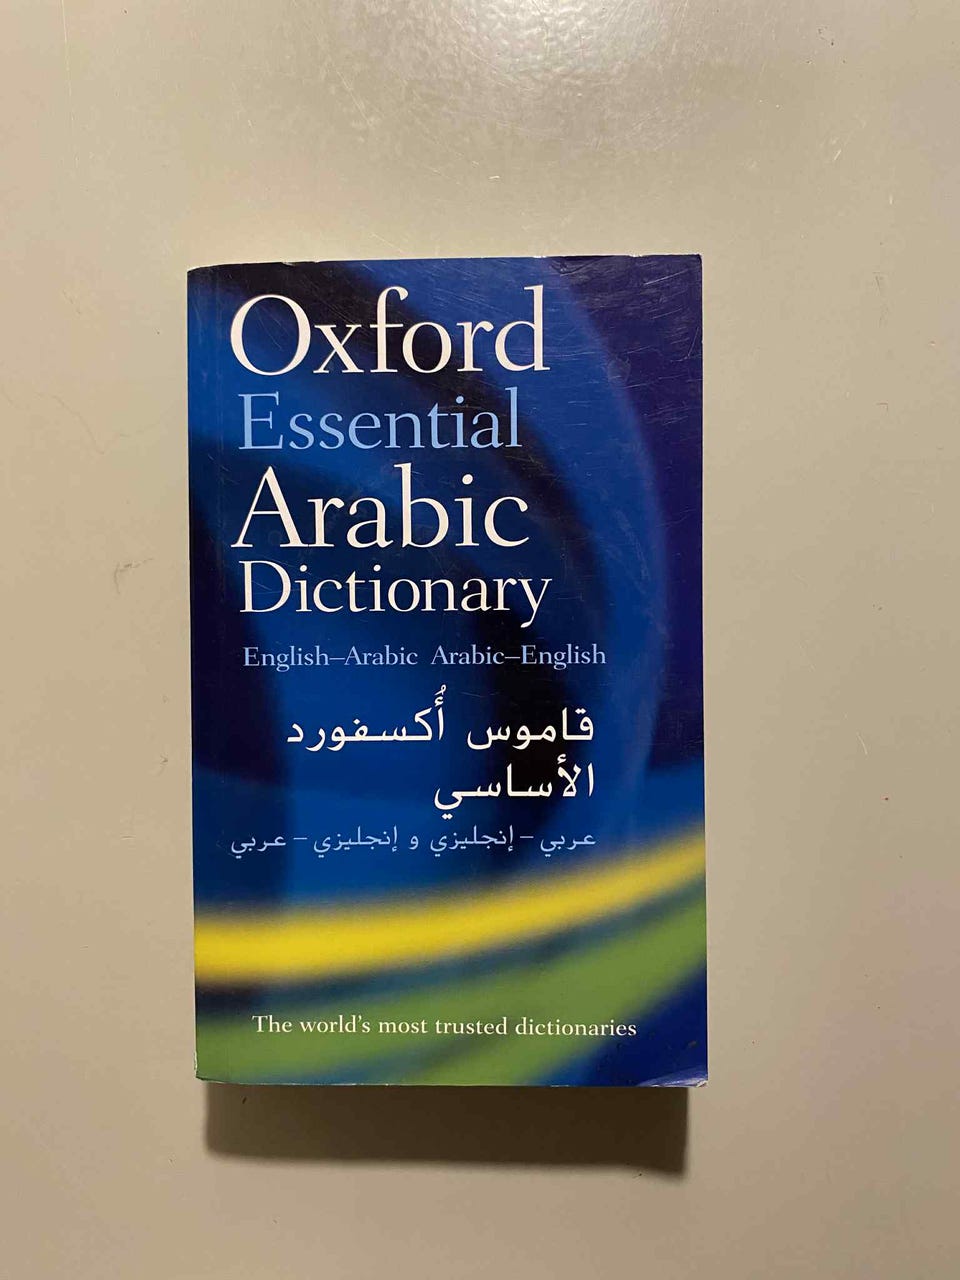 Oxford
Essential
Arabic
Dictionary
English–Arabic Arabic–English
قاموس أُكسفورد
الأساسي
عربي – إنجليزي و إنجليزي – عربي
The world's most trusted dictionaries